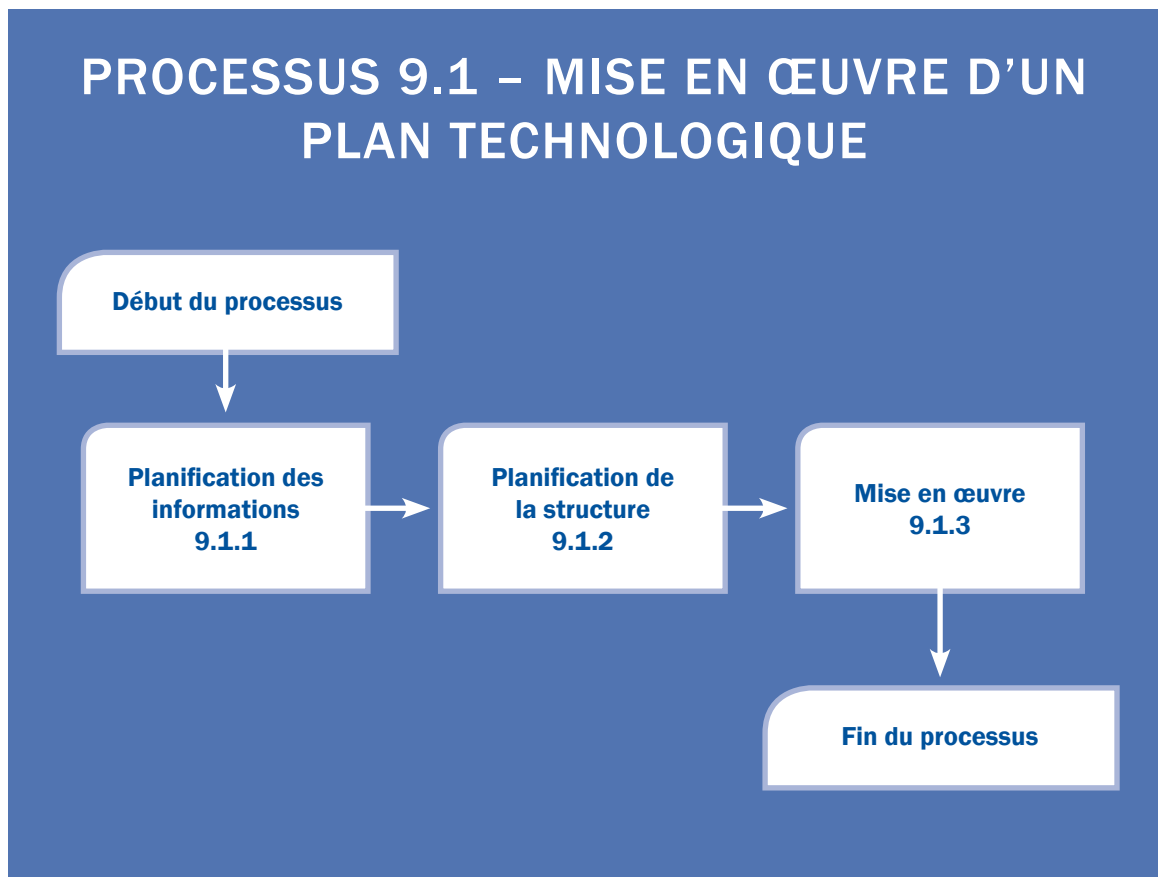 PROCESSUS 9.1 – MISE EN ŒUVRE D’UN
PLAN TECHNOLOGIQUE
Début du processus
Planification des
informations
9.1.1
Planification de
la structure
9.1.2
Mise en œuvre
9.1.3
Fin du processus